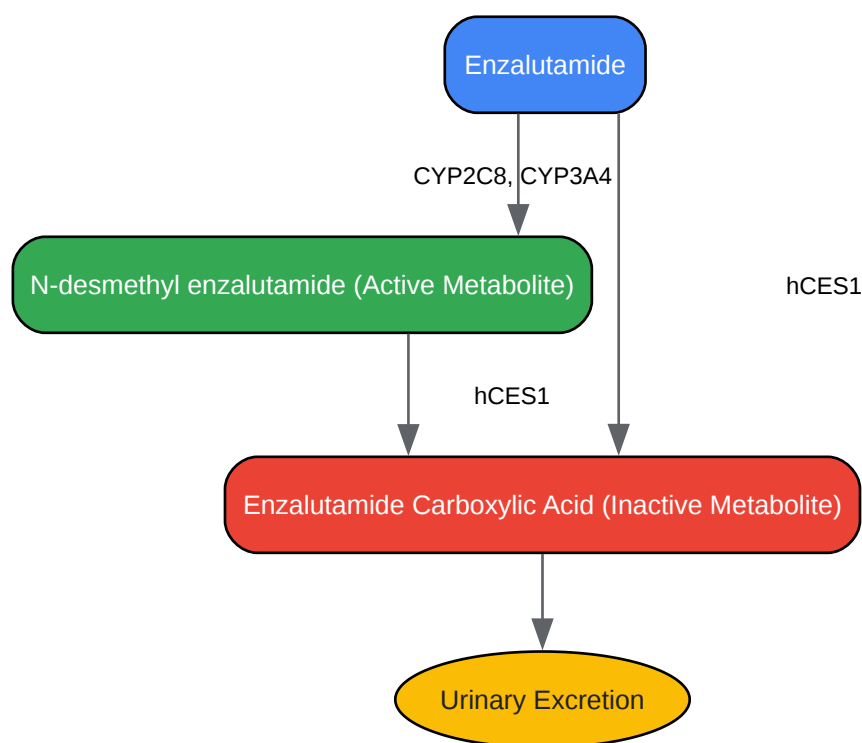 Enzalutamide
CYP2C8, CYP3A4
N-desmethyl enzalutamide (Active Metabolite)
hCES1
hCES1
Enzalutamide Carboxylic Acid (Inactive Metabolite)
Urinary Excretion